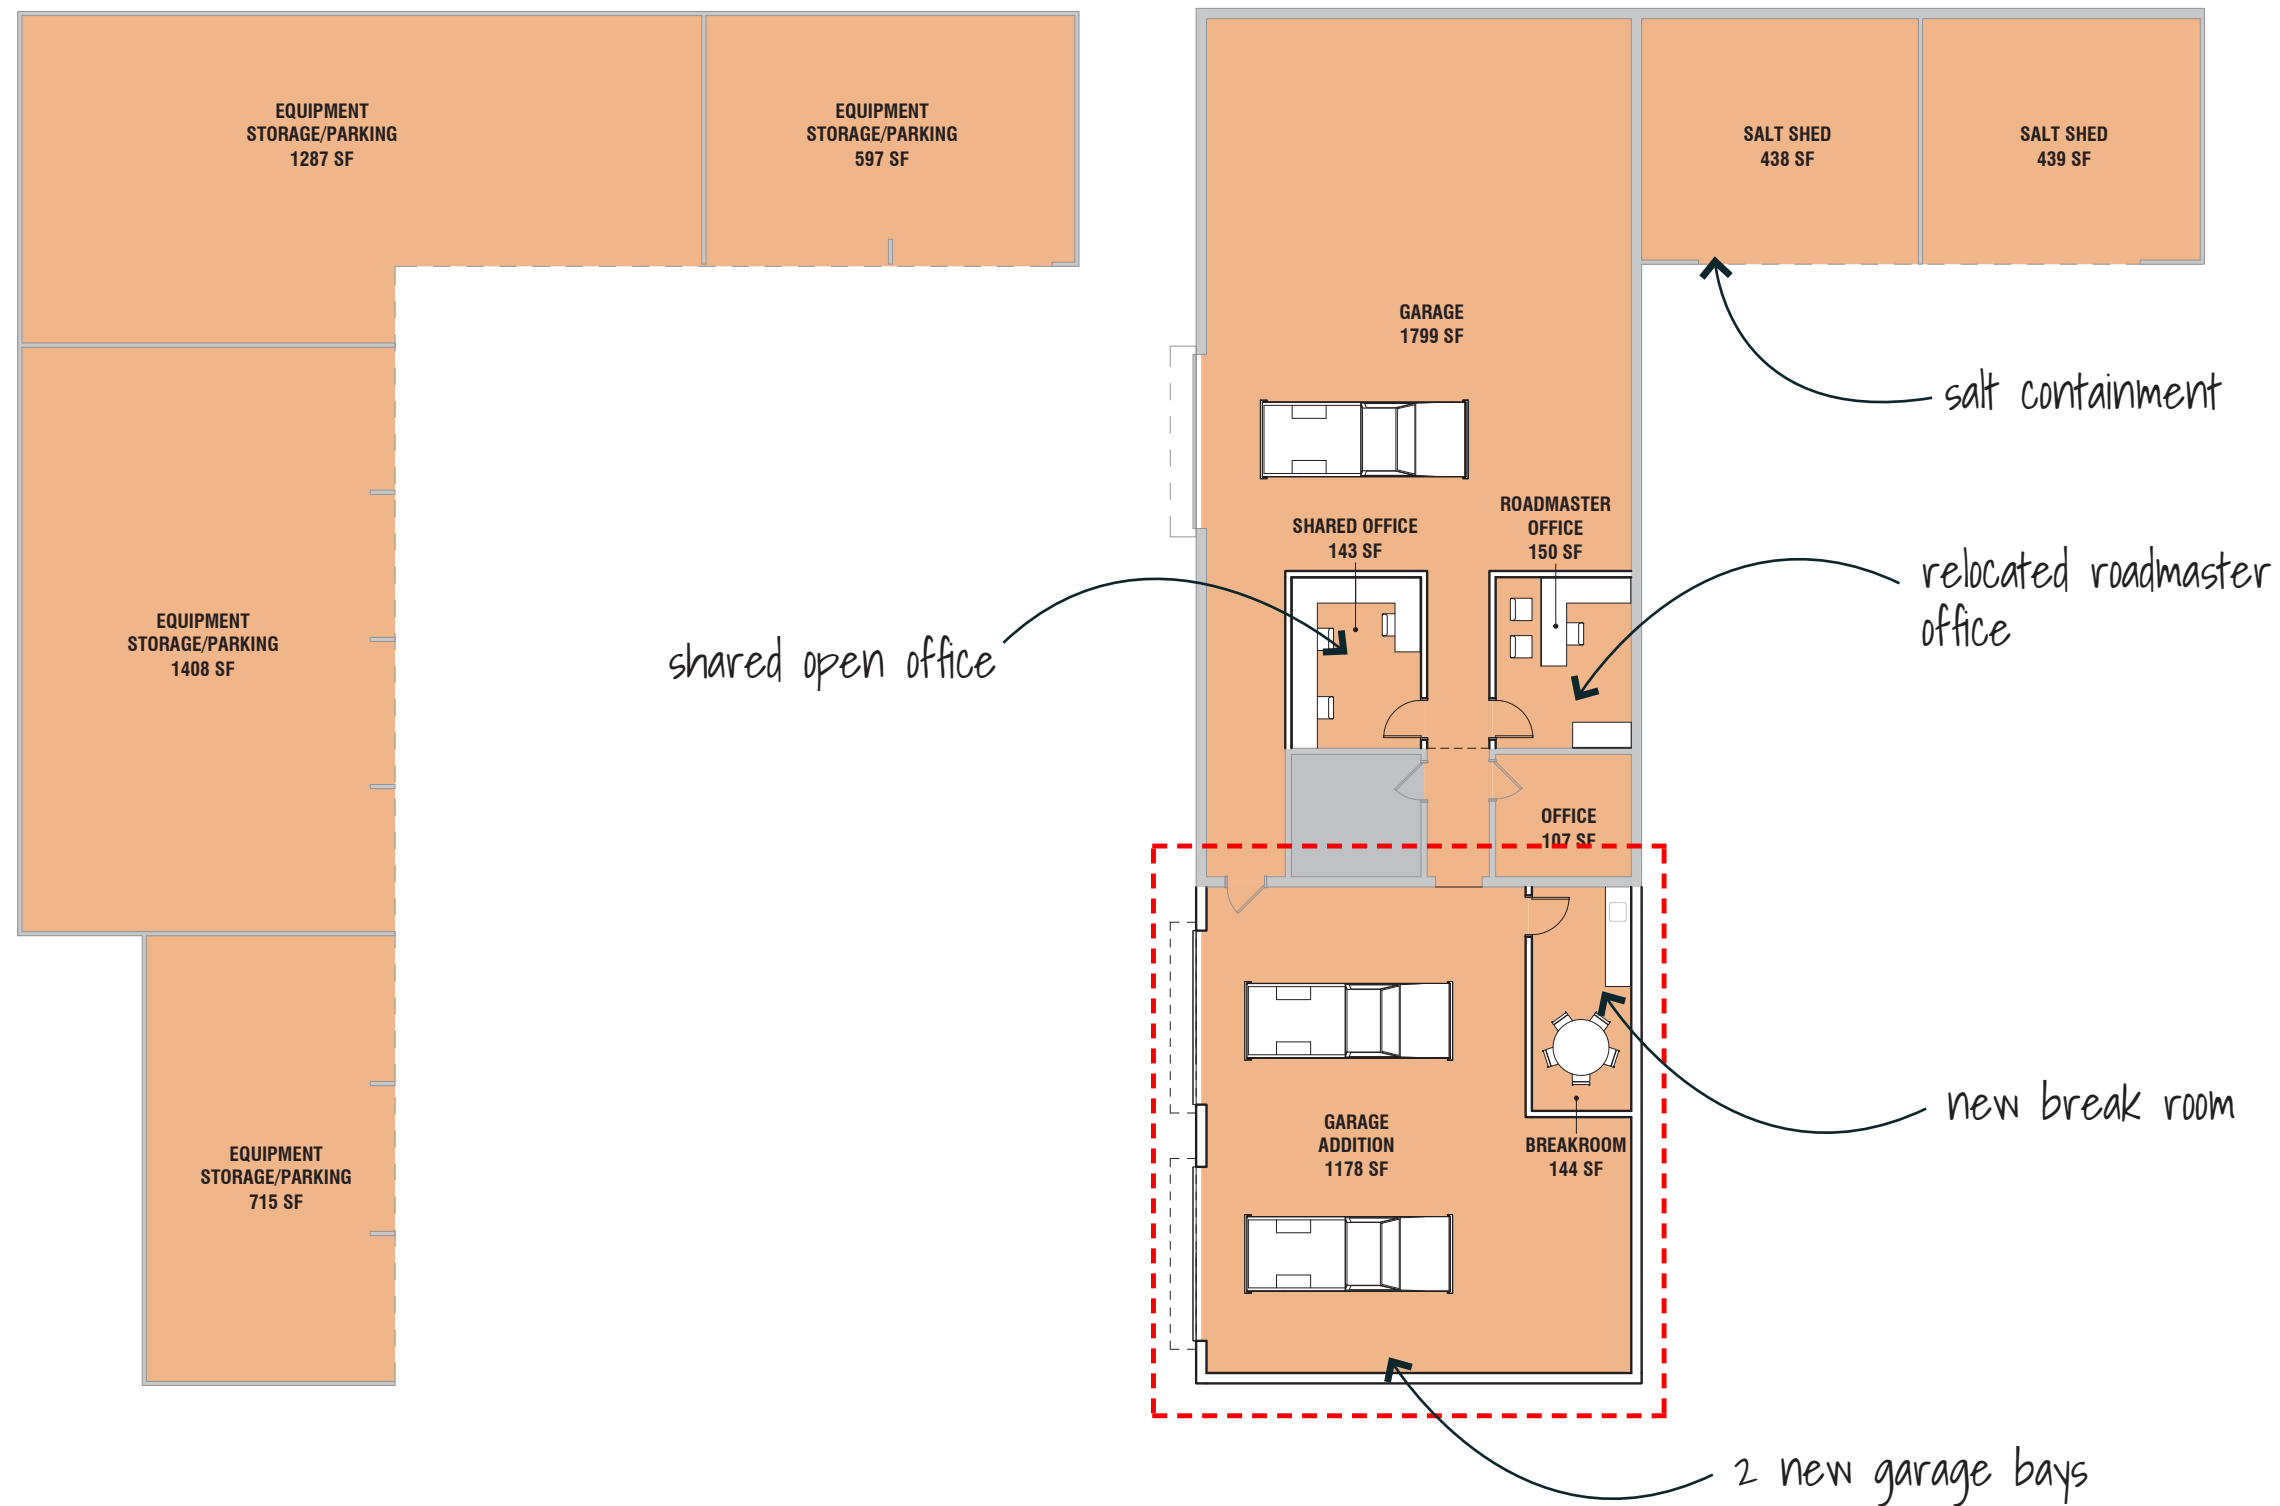 EQUIPMENT
STORAGE/PARKING
1287 SF
EQUIPMENT
STORAGE/PARKING
597 SF
SALT SHED
438 SF
SALT SHED
439 SF
GARAGE
1799 SF
salt containment
SHARED OFFICE
143 SF
ROADMASTER
OFFICE
150 SF
relocated roadmaster
office
EQUIPMENT
STORAGE/PARKING
1408 SF
shared open office
OFFICE
107 SF
GARAGE
ADDITION
1178 SF
BREAKROOM
144 SF
new break room
EQUIPMENT
STORAGE/PARKING
715 SF
2 new garage bays